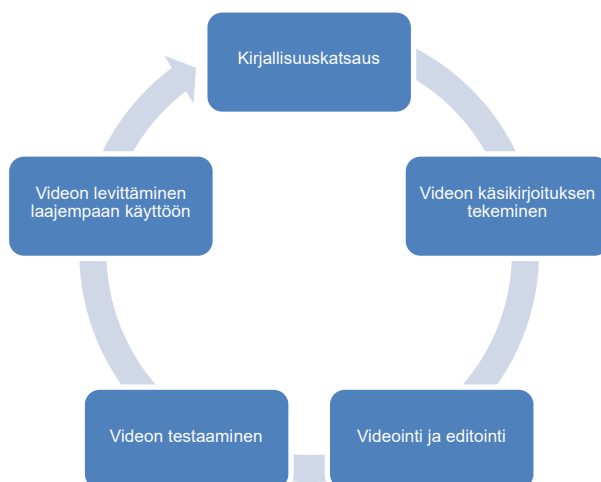 Kirjallisuuskatsaus
Videon käsikirjoituksen
tekeminen
Videointi ja editointi
Videon testaaminen
Videon levittäminen
laajempaan käyttöön